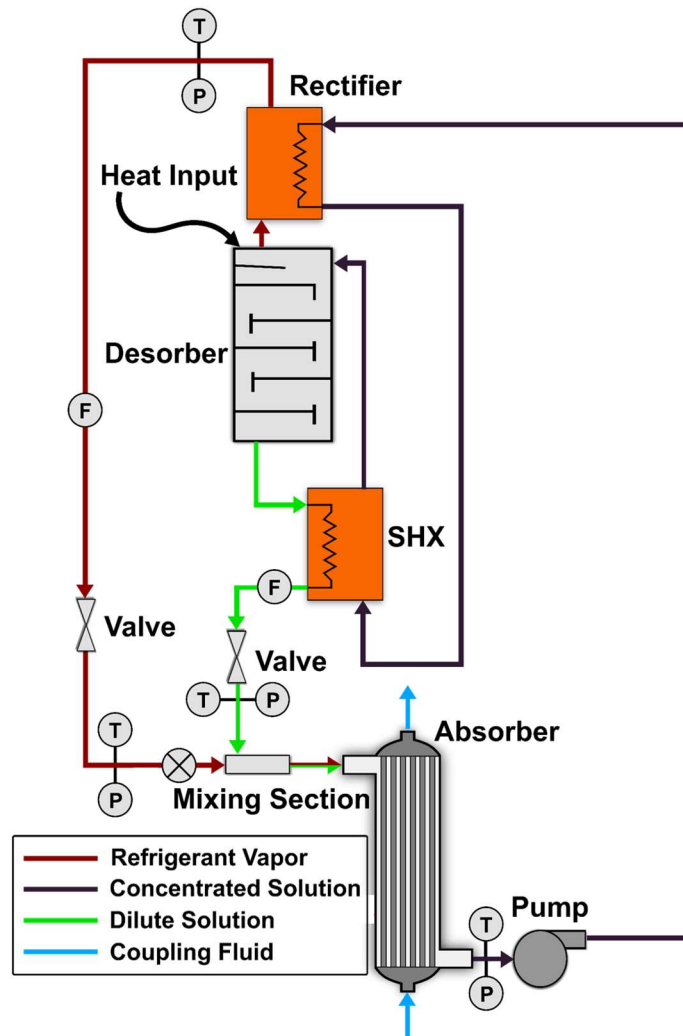 T
P
Rectifier
Heat Input
Desorber
F
SHX
F
Valve
Valve
T
P
T
P
Absorber
Mixing Section
Refrigerant Vapor
Concentrated Solution
Dilute Solution
Coupling Fluid
Pump
T
P